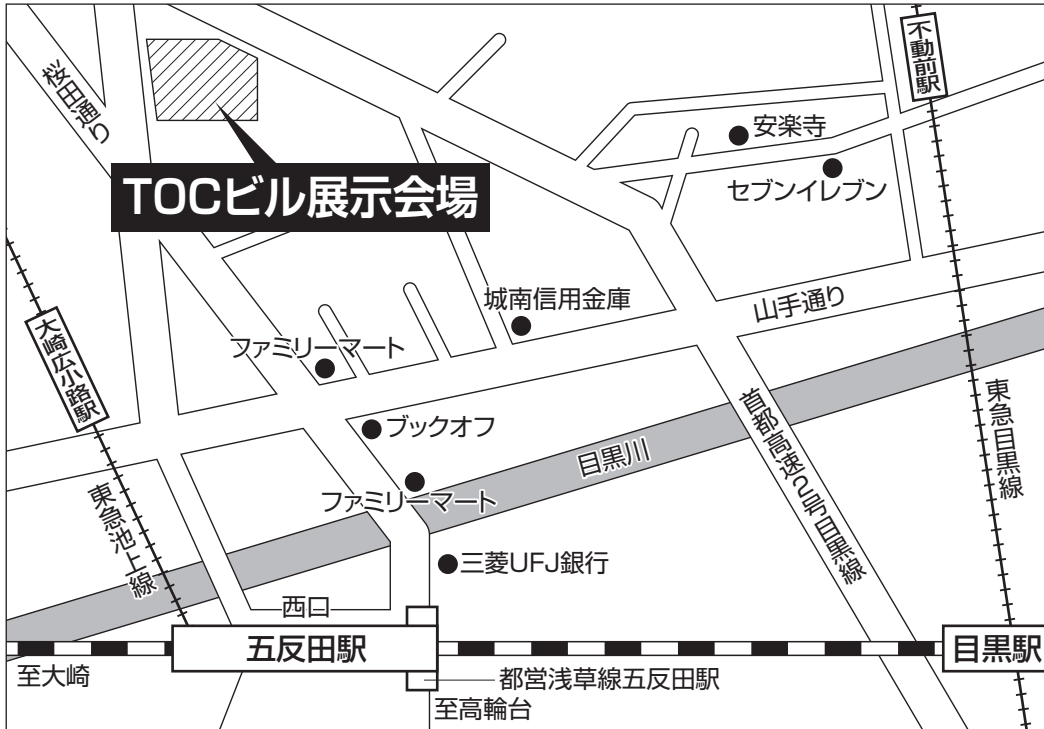 桜田通り
不動前駅
安楽寺
セブンイレブン
TOCビル展示会場
大崎広小路駅
城南信用金庫
山手通り
ファミリーマート
ブックオフ
目黒川
首都高速2号目黒線
東急目黒線
ファミリーマート
東急池上線
三菱UFJ銀行
西口
五反田駅
目黒駅
至大崎
都営浅草線五反田駅
至高輪台